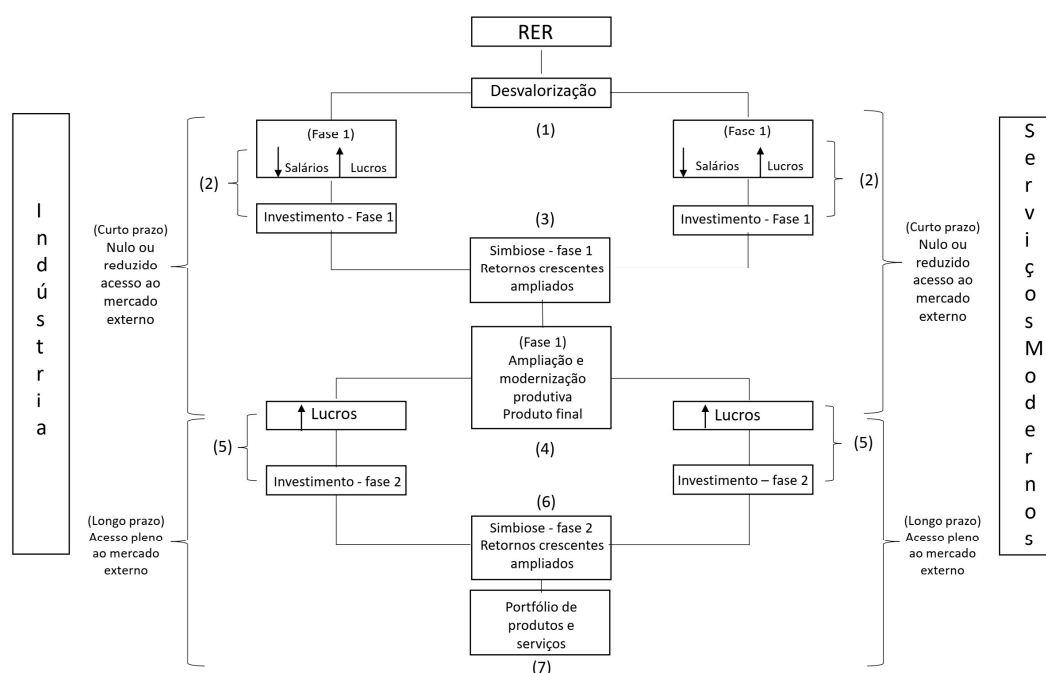 RER
Desvalorização
(1)
Indústria
(Curto prazo)
Nulo ou
reduzido
acesso ao
mercado
externo
(2)
(Fase 1)
Salários
Lucros
Investimento - Fase 1
(Fase 1)
Salários
Lucros
Investimento - Fase 1
(2)
(Curto prazo)
Nulo ou
reduzido
acesso ao
mercado
externo
Serviços Modernos
(3)
Simbiose - fase 1
Retornos crescentes
ampliados
(Fase 1)
Ampliação e
modernização
produtiva
Produto final
(4)
(5)
Lucros
Investimento - fase 2
Lucros
Investimento – fase 2
(5)
(Longo prazo)
Acesso pleno
ao mercado
externo
(6)
Simbiose - fase 2
Retornos crescentes
ampliados
(Longo prazo)
Acesso pleno
ao mercado
externo
Portfólio de
produtos e
serviços
(7)